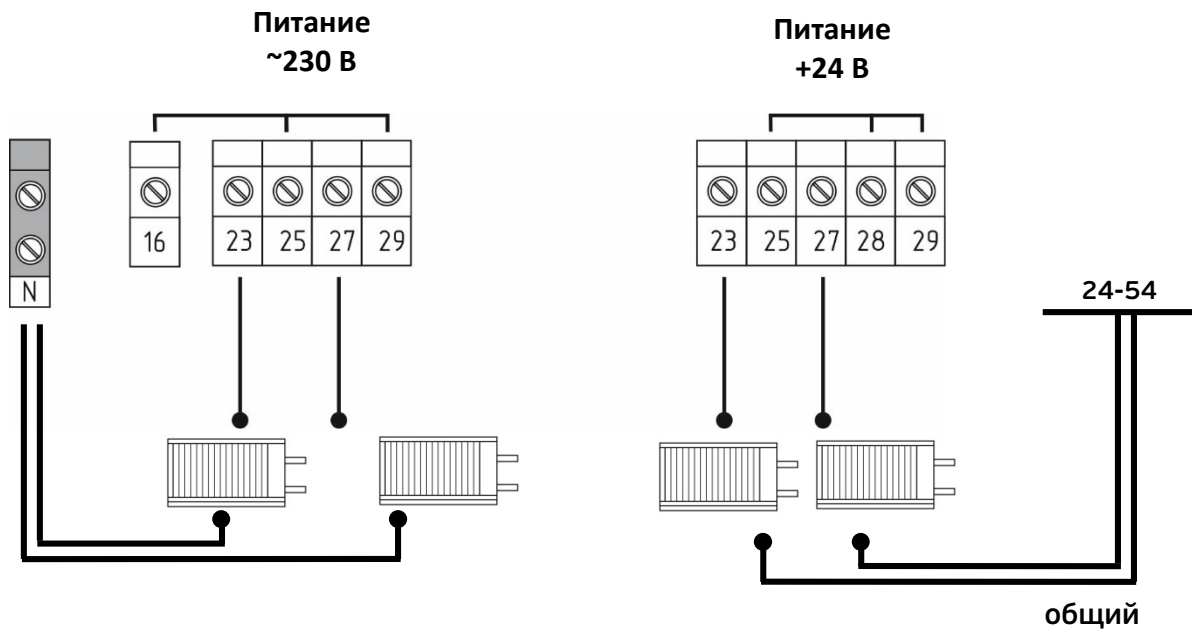 Питание
~230 В
Питание
+24 В
16
23 25 27 29
23 25 27 28 29
N
24-54
общий